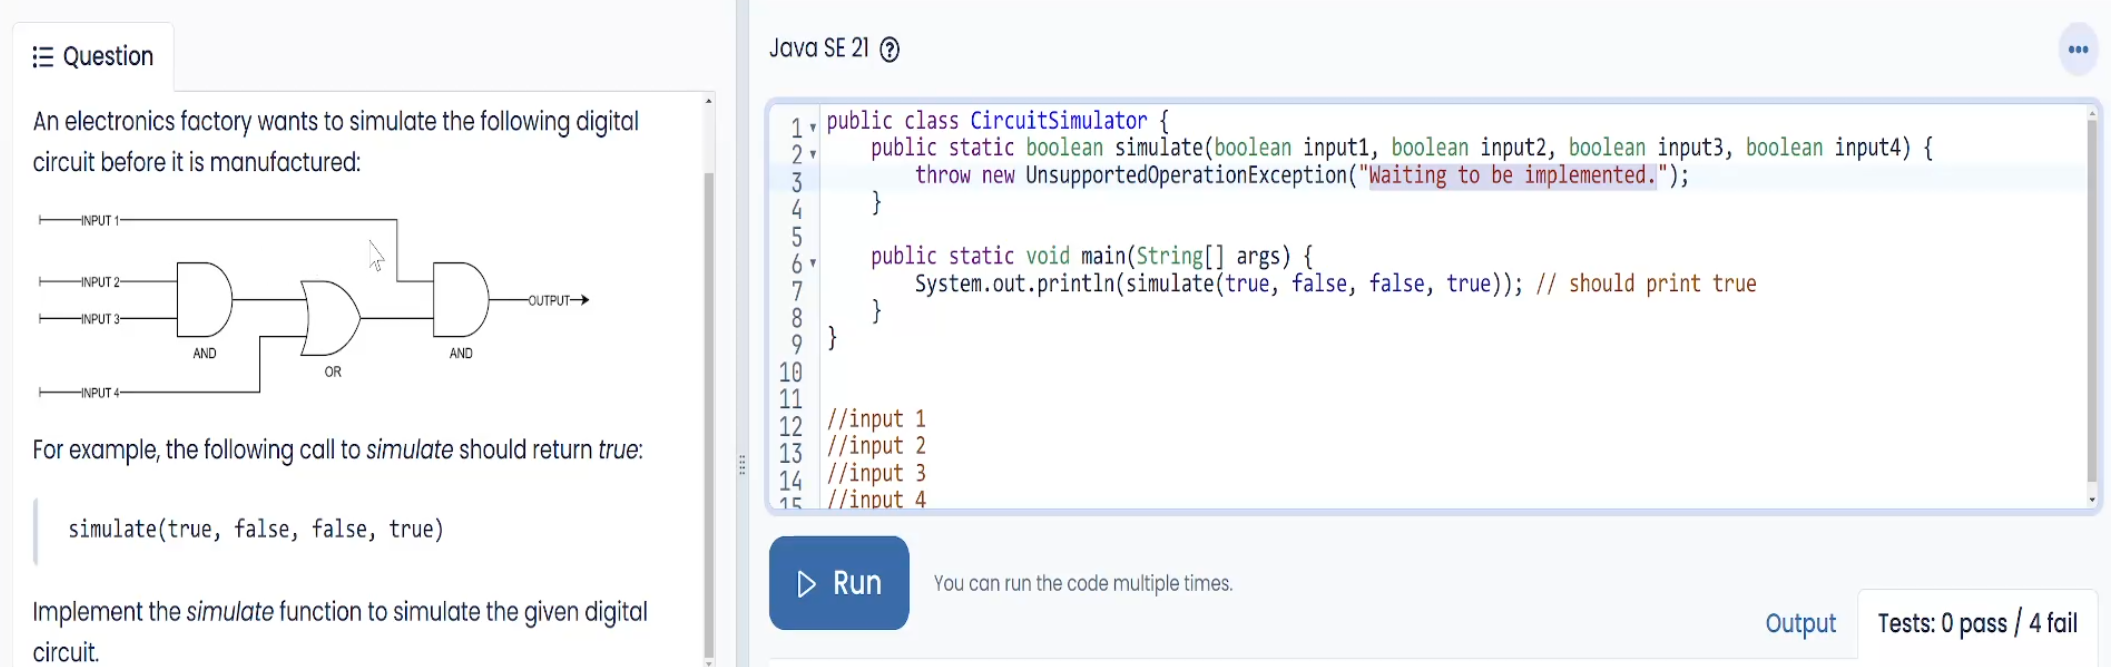 Question
An electronics factory wants to simulate the following digital
circuit before it is manufactured:
INPUT 1
INPUT 2
INPUT 3
AND
OR
AND
OUTPUT
INPUT 4
For example, the following call to simulate should return true:
simulate(true, false, false, true)
Implement the simulate function to simulate the given digital
circuit.
Java SE 21
1 public class CircuitSimulator {
2 public static boolean simulate(boolean input1, boolean input2, boolean input3, boolean input4) {
3 throw new UnsupportedOperationException("Waiting to be implemented.");
4 }
5
6 public static void main(String[] args) {
7 System.out.println(simulate(true, false, false, true)); // should print true
8 }
9 }
10
11
12 //input 1
13 //input 2
14 //input 3
15 //input 4
Run
You can run the code multiple times.
Output
Tests: 0 pass / 4 fail